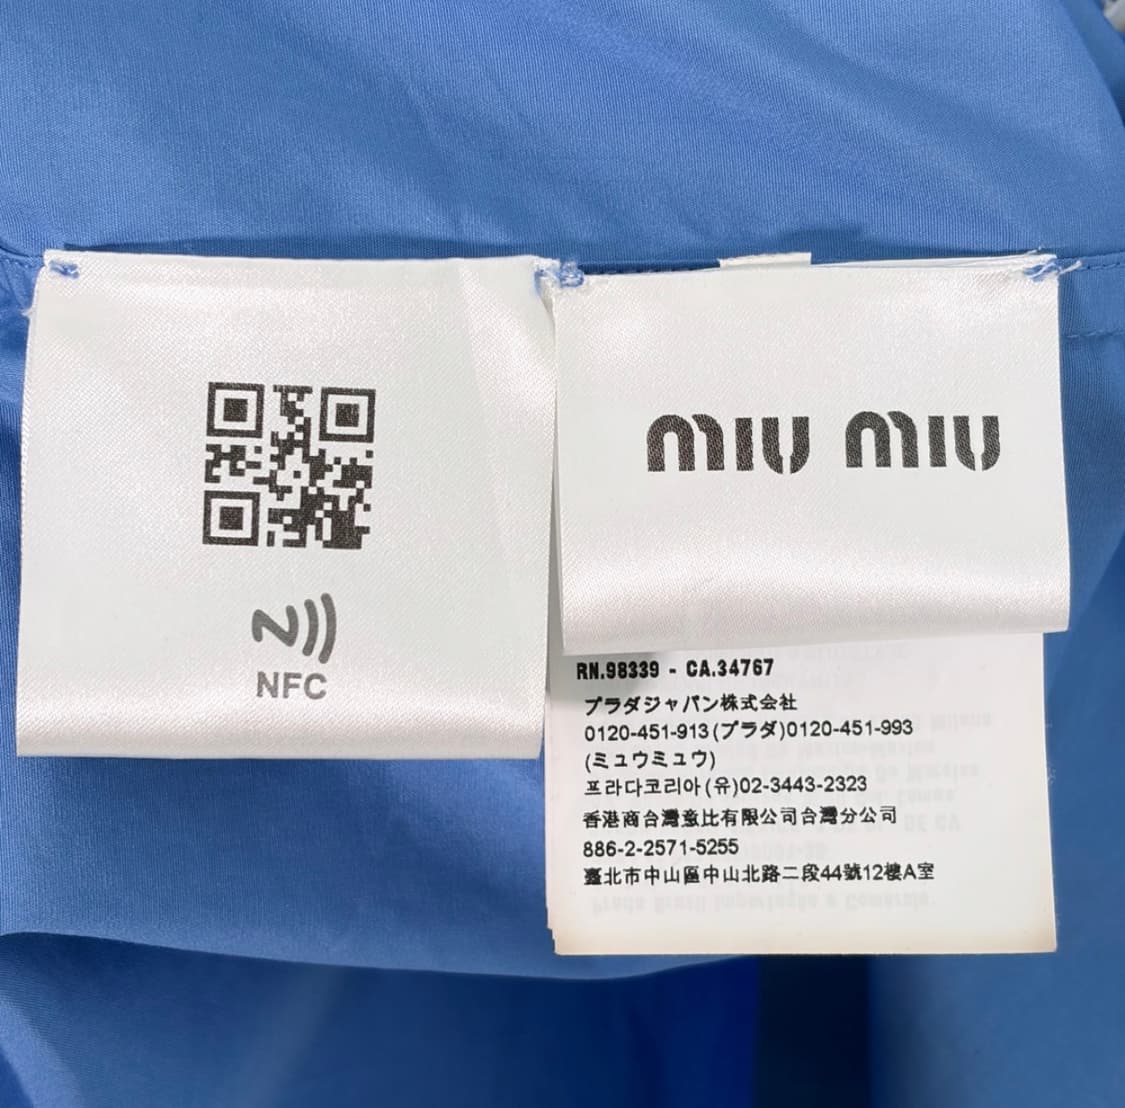 NFC
miu miu
RN.98339 - CA.34767
プラダジャパン株式会社
0120-451-913(プラダ)0120-451-993
(ミュウミュウ)
프라다코리아(유)02-3443-2323
香港商台灣意比有限公司台灣分公司
886-2-2571-5255
臺北市中山區中山北路二段44號12樓A室